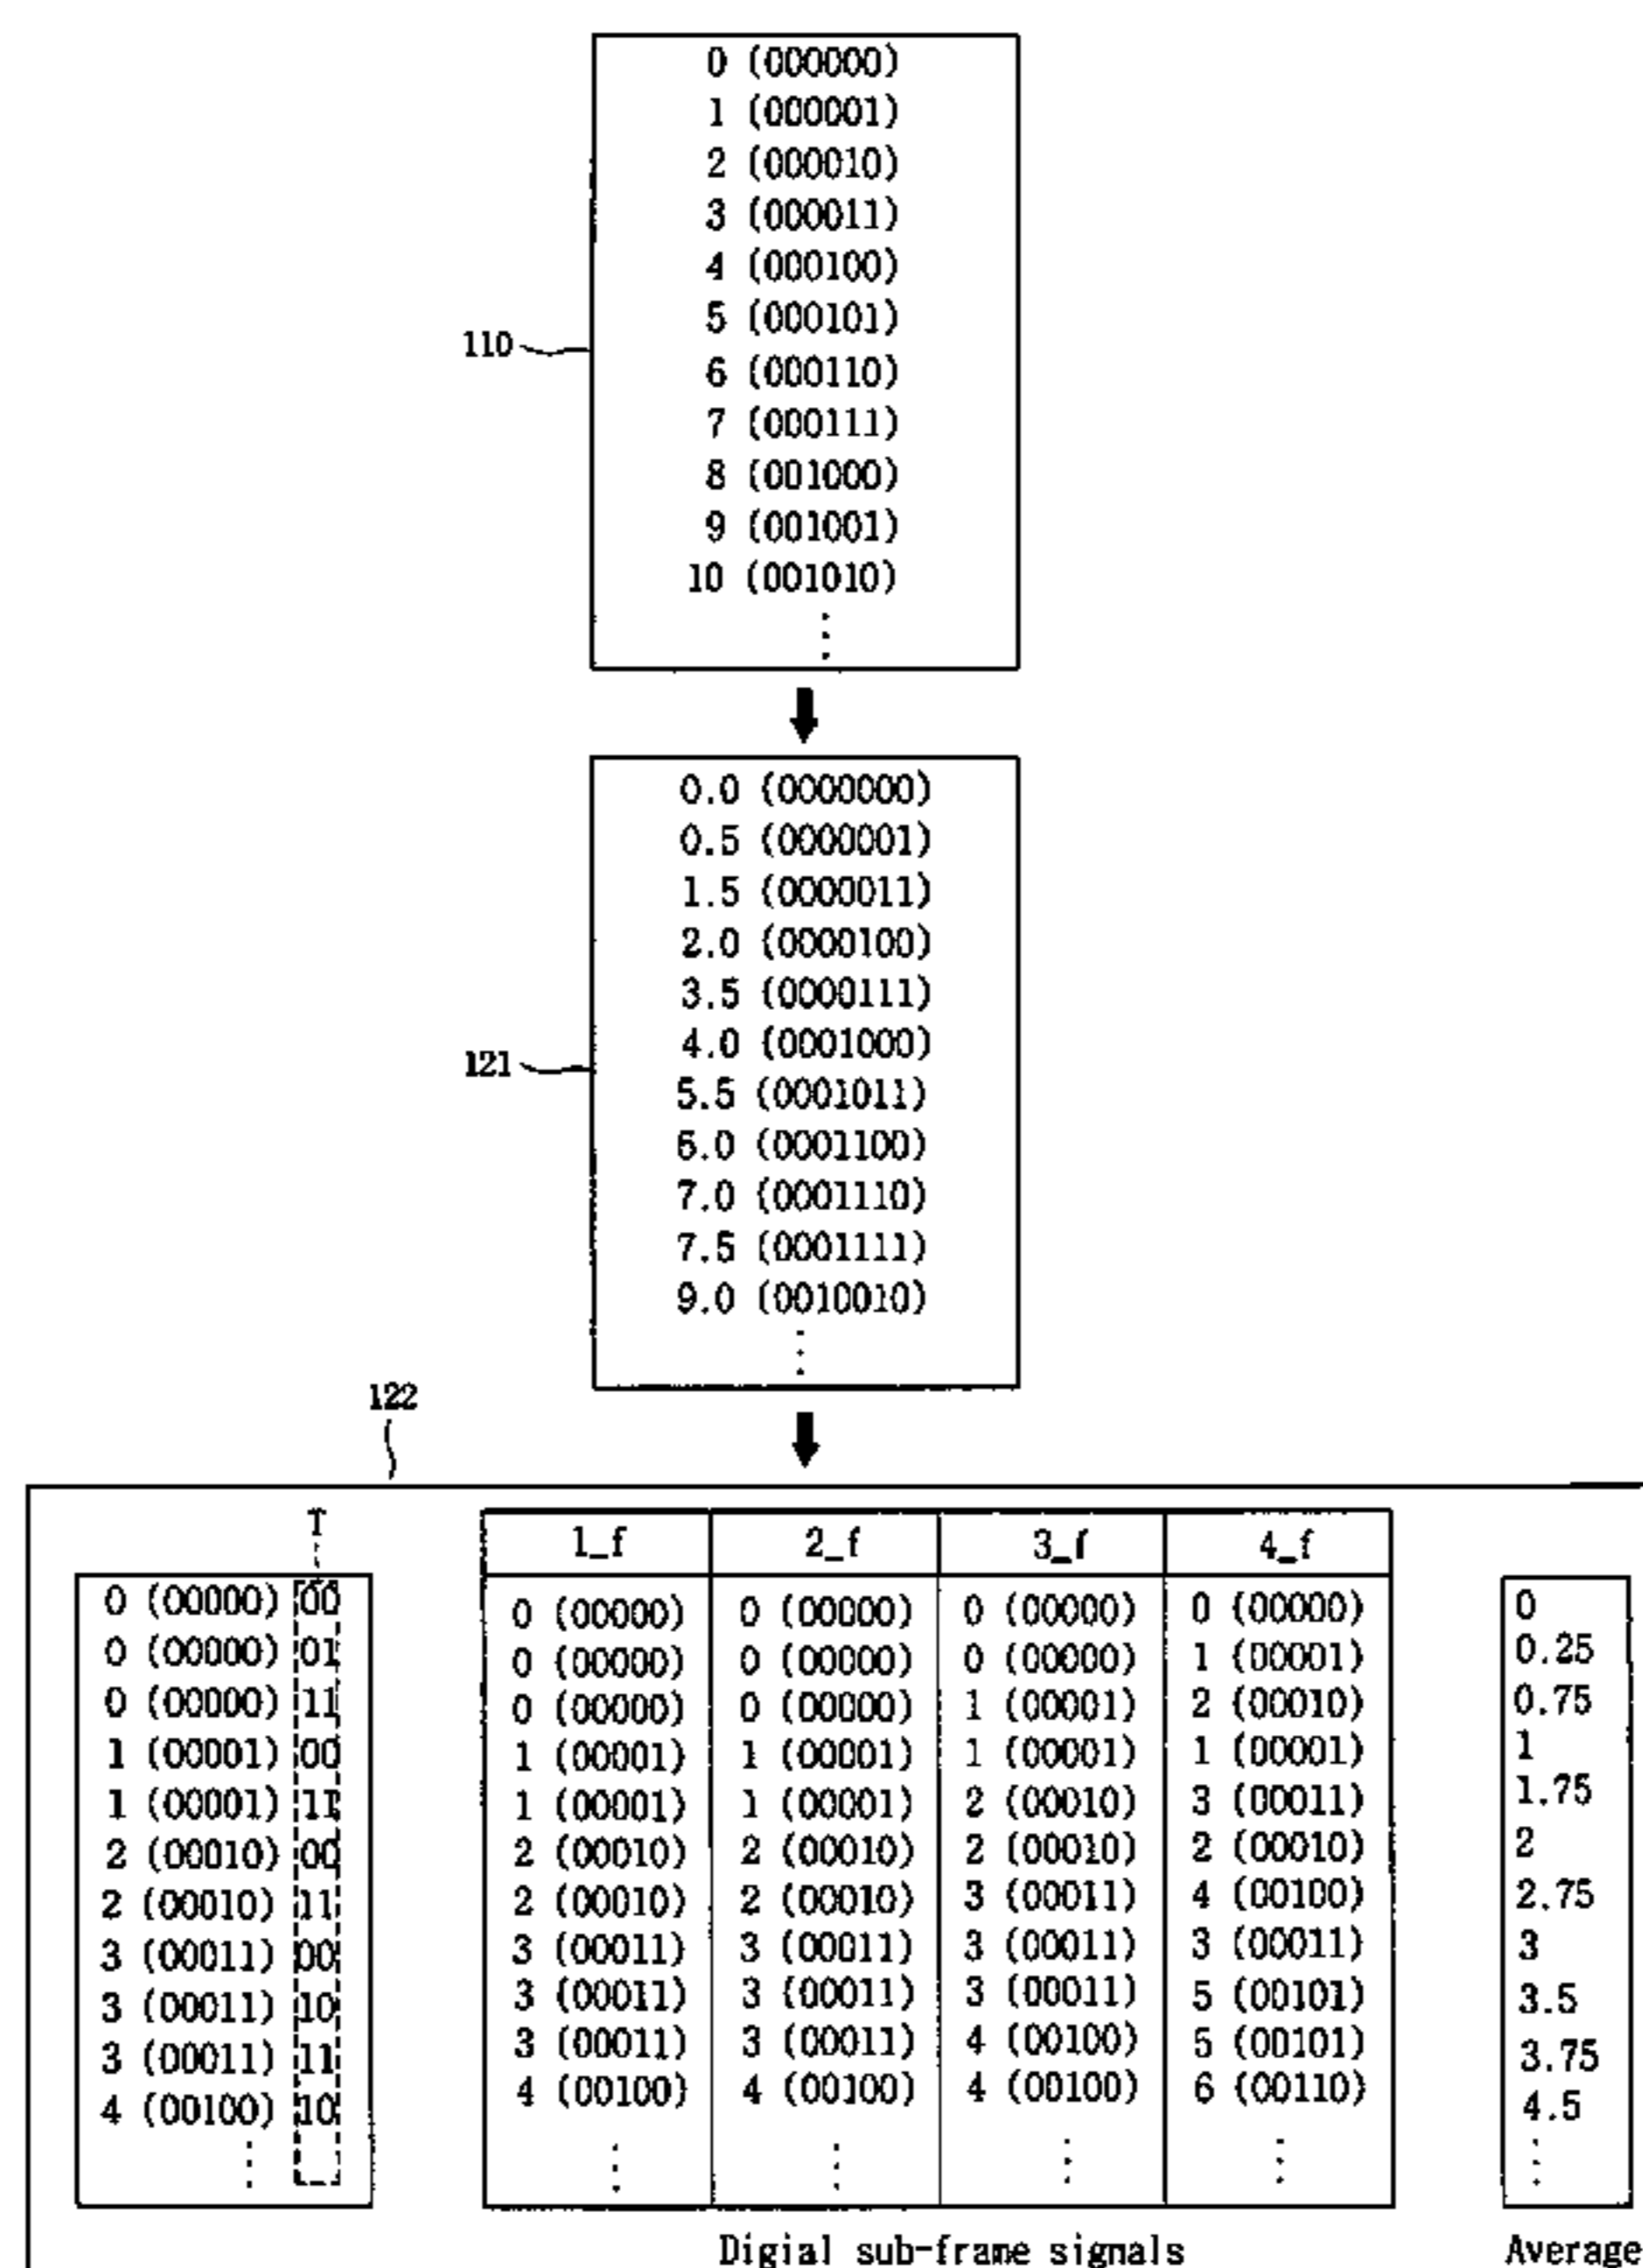 0 (000000)
1 (000001)
2 (000010)
3 (000011)
4 (000100)
5 (000101)
110
6 (000110)
7 (000111)
8 (001000)
9 (001001)
10 (001010)
0.0 (0000000)
0.5 (0000001)
1.5 (0000011)
2.0 (0000100)
3.5 (0000111)
4.0 (0001000)
121
5.5 (0001011)
6.0 (0001100)
7.0 (0001110)
7.5 (0001111)
9.0 (0010010)
122
1_f 2_f 3_f 4_f
0 (00000) 00 0 (00000) 0 (00000) 0 (00000) 0 (00000) 0
0 (00000) 01 0 (00000) 0 (00000) 0 (00000) 1 (00001) 0.25
0 (00000) 11 0 (00000) 0 (00000) 1 (00001) 2 (00010) 0.75
1 (00001) 00 1 (00001) 1 (00001) 1 (00001) 1 (00001) 1
1 (00001) 11 1 (00001) 1 (00001) 2 (00010) 3 (00011) 1.75
2 (00010) 00 2 (00010) 2 (00010) 2 (00010) 2 (00010) 2
2 (00010) 11 2 (00010) 2 (00010) 3 (00011) 4 (00100) 2.75
3 (00011) 00 3 (00011) 3 (00011) 3 (00011) 3 (00011) 3
3 (00011) 10 3 (00011) 3 (00011) 3 (00011) 5 (00101) 3.5
3 (00011) 11 3 (00011) 3 (00011) 4 (00100) 5 (00101) 3.75
4 (00100) 10 4 (00100) 4 (00100) 4 (00100) 6 (00110) 4.5
Digial sub-frame signals Average